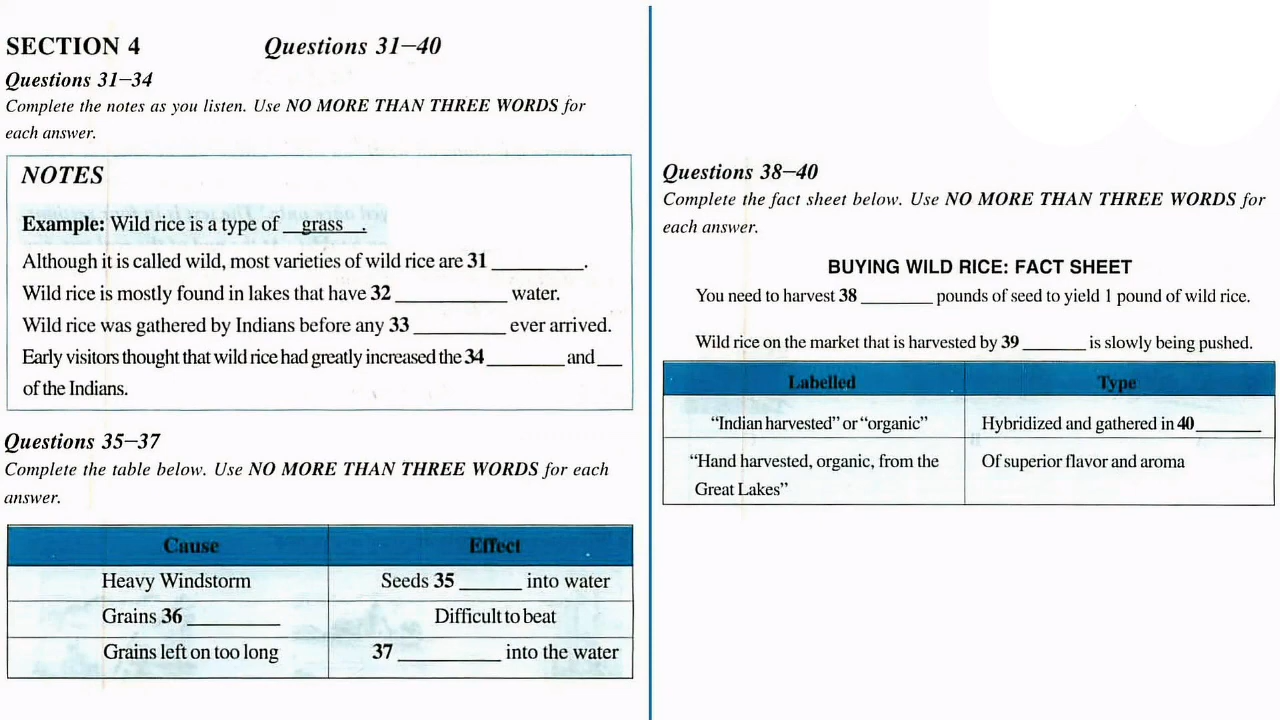 SECTION 4 Questions 31–40
Questions 31–34
Complete the notes as you listen. Use NO MORE THAN THREE WORDS for
each answer.
NOTES
Example: Wild rice is a type of __grass__.
Although it is called wild, most varieties of wild rice are 31 _________.
Wild rice is mostly found in lakes that have 32 ___________ water.
Wild rice was gathered by Indians before any 33 _________ ever arrived.
Early visitors thought that wild rice had greatly increased the 34 ________ and __
of the Indians.
Questions 35–37
Complete the table below. Use NO MORE THAN THREE WORDS for each
answer.
Cause Effect
Heavy Windstorm Seeds 35 ______ into water
Grains 36 _________ Difficult to beat
Grains left on too long 37 __________ into the water
Questions 38–40
Complete the fact sheet below. Use NO MORE THAN THREE WORDS for
each answer.
BUYING WILD RICE: FACT SHEET
You need to harvest 38 _______ pounds of seed to yield 1 pound of wild rice.
Wild rice on the market that is harvested by 39 ______ is slowly being pushed.
Labelled Type
“Indian harvested” or “organic” Hybridized and gathered in 40 _______
“Hand harvested, organic, from the Of superior flavor and aroma
Great Lakes”